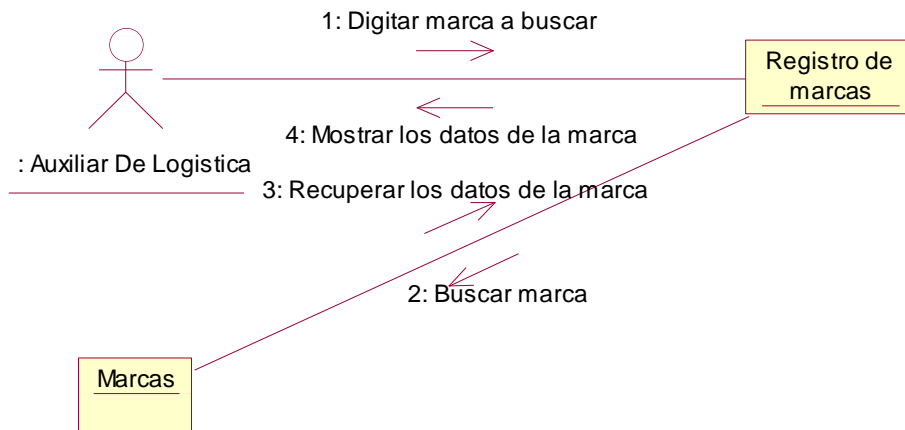 1: Digitar marca a buscar
Registro de
marcas
4: Mostrar los datos de la marca
: Auxiliar De Logistica
3: Recuperar los datos de la marca
2: Buscar marca
Marcas